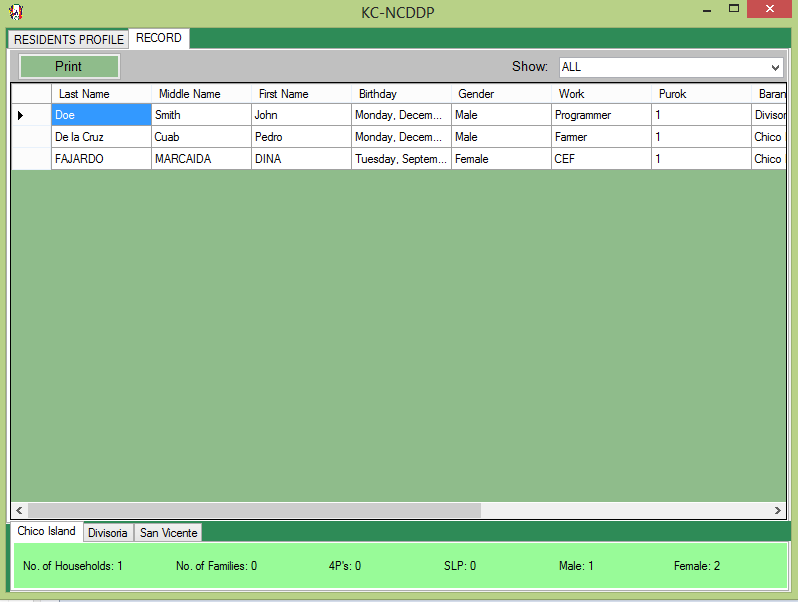 KC-NCDDP
RESIDENTS PROFILE RECORD
Print Show: ALL
Last Name Middle Name First Name Birthday Gender Work Purok Baran
Doe Smith John Monday, Decem... Male Programmer 1 Divisor
De la Cruz Cuab Pedro Monday, Decem... Male Farmer 1 Chico
FAJARDO MARCAIDA DINA Tuesday, Septem... Female CEF 1 Chico
Chico Island Divisoria San Vicente
No. of Households: 1 No. of Families: 0 4P's: 0 SLP: 0 Male: 1 Female: 2